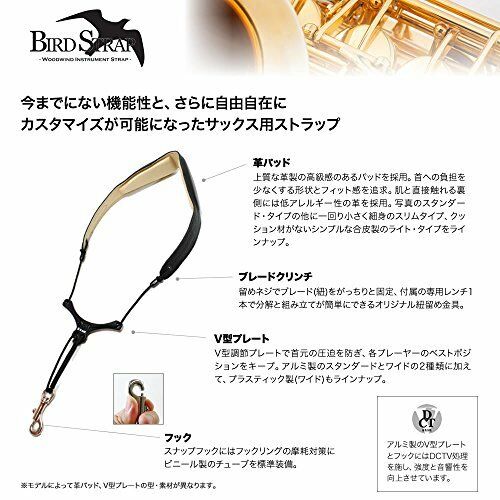 BIRD STRAP
- WOODWIND INSTRUMENT STRAP -
今までにない機能性と、さらに自由自在に
カスタマイズが可能になったサックス用ストラップ
革パッド
上質な革製の高級感のあるパッドを採用。首への負担を
少なくする形状とフィット感を追求。肌と直接触れる裏
側には低アレルギー性の革を採用。写真のスタンダー
ド・タイプの他に一回り小さく細身のスリムタイプ、クッ
ション材がないシンプルな合皮製のライト・タイプをライ
ンナップ。
ブレードクリンチ
留めネジでブレード(紐)をがっちりと固定、付属の専用レンチ1
本で分解と組み立てが簡単にできるオリジナル紐留め金具。
V型プレート
V型調節プレートで首元の圧迫を防ぎ、各プレーヤーのベストポジ
ションをキープ。アルミ製のスタンダードとワイドの2種類に加え
て、プラスティック製(ワイド)もラインナップ。
フック
スナップフックにはフックリングの摩耗対策に
ビニール製のチューブを標準装備。
DCT
アルミ製のV型プレート
とフックにはDCTV処理
を施し、強度と音響性を
向上させています。
※モデルによって革パッド、V型プレートの型・素材が異なります。